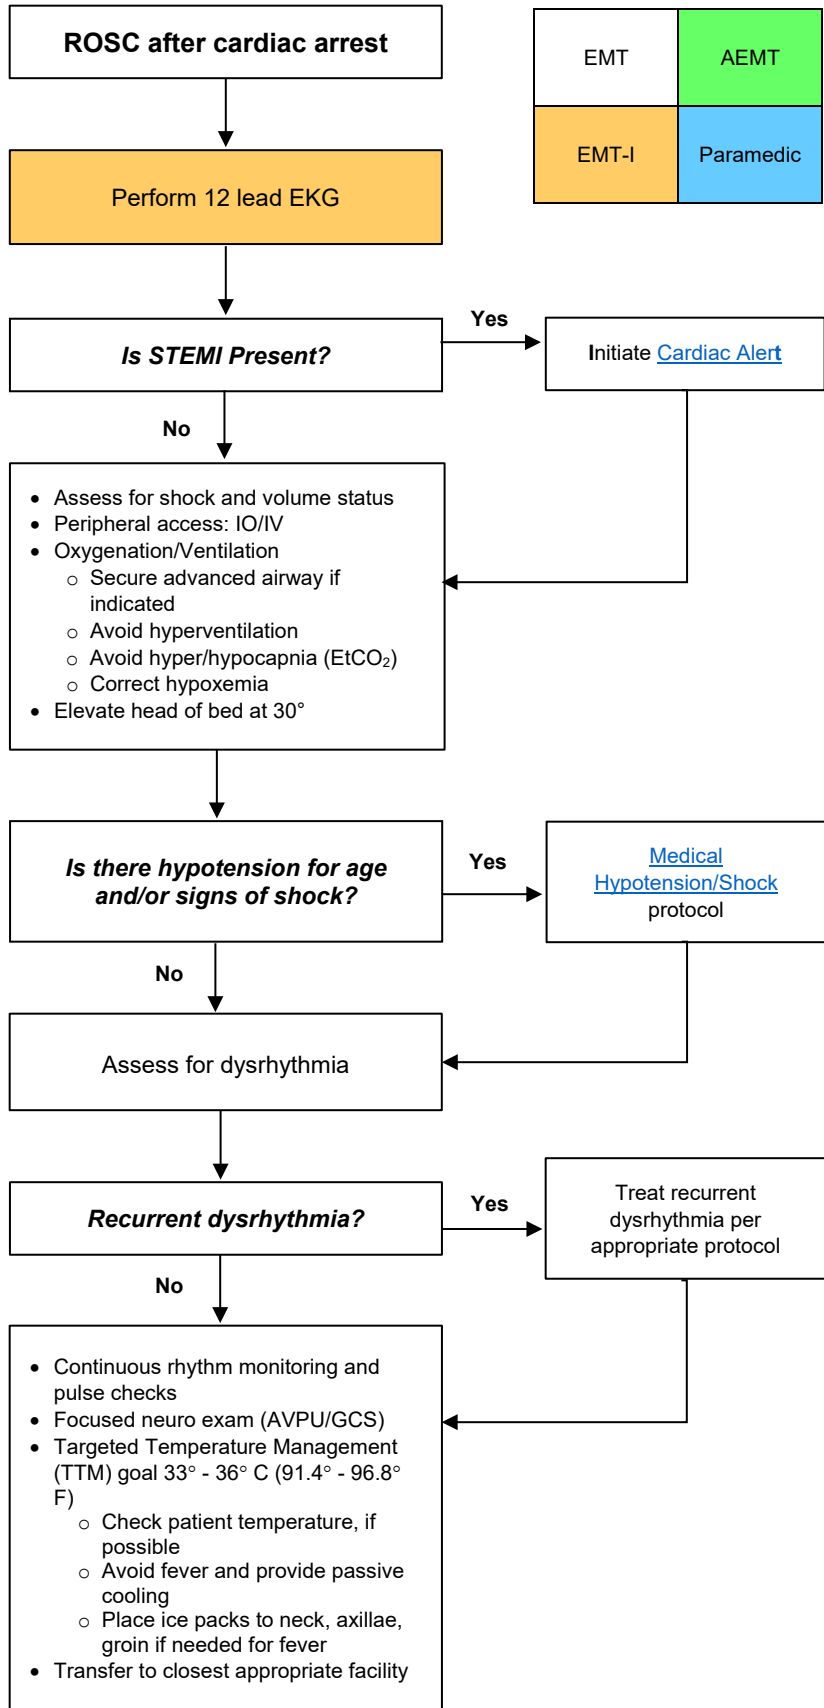 ROSC after cardiac arrest
EMT
AEMT
EMT-I
Paramedic
Perform 12 lead EKG
Is STEMI Present?
Yes
Initiate Cardiac Alert
No
• Assess for shock and volume status
• Peripheral access: IO/IV
• Oxygenation/Ventilation
o Secure advanced airway if
indicated
o Avoid hyperventilation
o Avoid hyper/hypocapnia (EtCO₂)
o Correct hypoxemia
• Elevate head of bed at 30°
Is there hypotension for age
and/or signs of shock?
Yes
Medical
Hypotension/Shock
protocol
No
Assess for dysrhythmia
Recurrent dysrhythmia?
Yes
Treat recurrent
dysrhythmia per
appropriate protocol
No
• Continuous rhythm monitoring and
pulse checks
• Focused neuro exam (AVPU/GCS)
• Targeted Temperature Management
(TTM) goal 33° - 36° C (91.4° - 96.8°
F)
o Check patient temperature, if
possible
o Avoid fever and provide passive
cooling
o Place ice packs to neck, axillae,
groin if needed for fever
• Transfer to closest appropriate facility